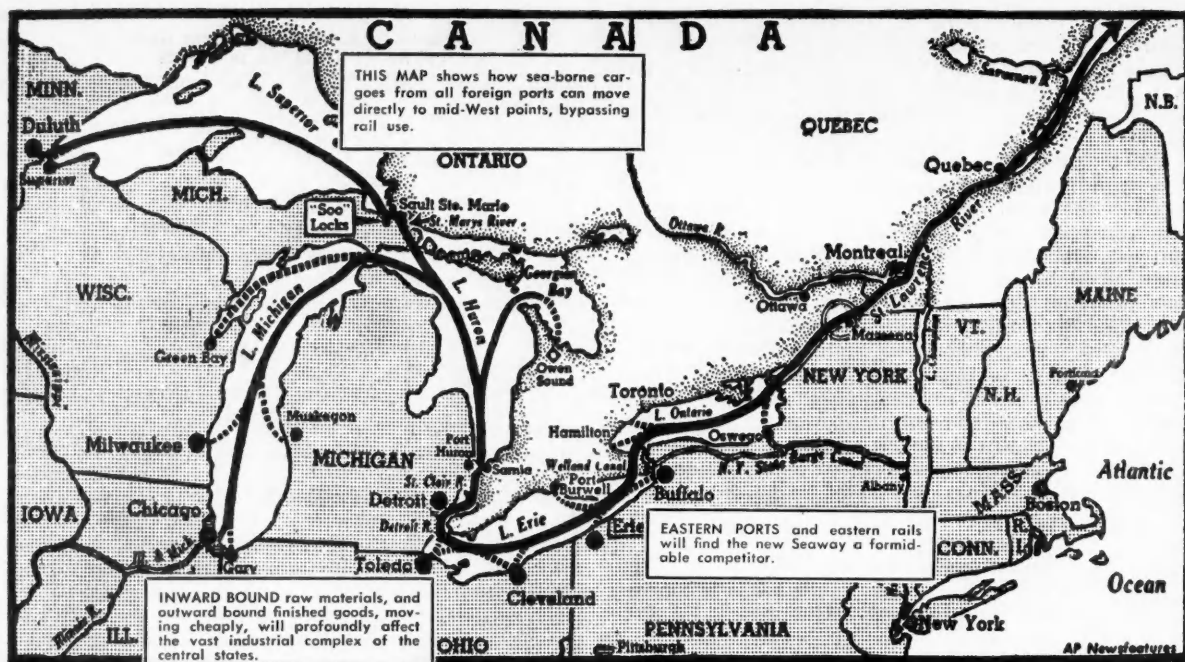 CANADA
THIS MAP shows how sea-borne car-
goes from all foreign ports can move
directly to mid-West points, bypassing
rail use.
MINN.
Duluth
Superior
L. Superior
ONTARIO
QUEBEC
N.B.
Quebec
MICH.
"Soo"
Locks
Sault Ste. Marie
St. Marys River
Ottawa R.
Montreal
River
St. Lawrence
Georgian
Bay
WISC.
L. Michigan
L. Huron
Ottawa
Massena
MAINE
Green Bay
Mississippi
Owen
Sound
VT.
Toronto
NEW YORK
N.H.
Portland
L. Ontario
Muskegon
Hamilton
Oswego
Milwaukee
Port
Huron
MICHIGAN
Sarnia
Welland Canal
N.Y. State Barge Canal
St. Clair R.
Port
Burwell
Buffalo
Albany
MASS.
Atlantic
Detroit
Boston
IOWA
Chicago
Detroit R.
L. Erie
Erie
EASTERN PORTS and eastern rails
will find the new Seaway a formid-
able competitor.
CONN.
R.
I.
Gary
Toledo
Cleveland
Ocean
INWARD BOUND raw materials, and
outward bound finished goods, mov-
ing cheaply, will profoundly affect
the vast industrial complex of the
central states.
Illinois R.
ILL.
OHIO
PENNSYLVANIA
Pittsburgh
New York
AP Newsfeatures